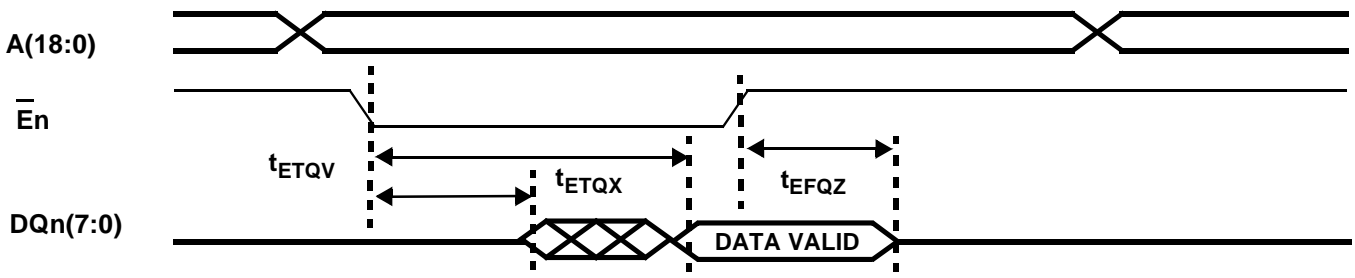 A(18:0)
En
tETQV
tETQX
tEFQZ
DQn(7:0)
DATA VALID